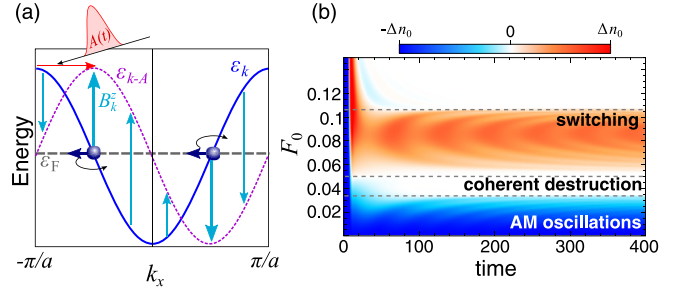 (a)
A(t)
ε_{k-A}
ε_k
B_k^z
Energy
ε_F
-π/a
k_x
π/a
(b)
-Δn_0
0
Δn_0
F_0
0.14
0.1
0.08
0.06
0.04
0.02
switching
coherent destruction
AM oscillations
0
100
200
300
400
time